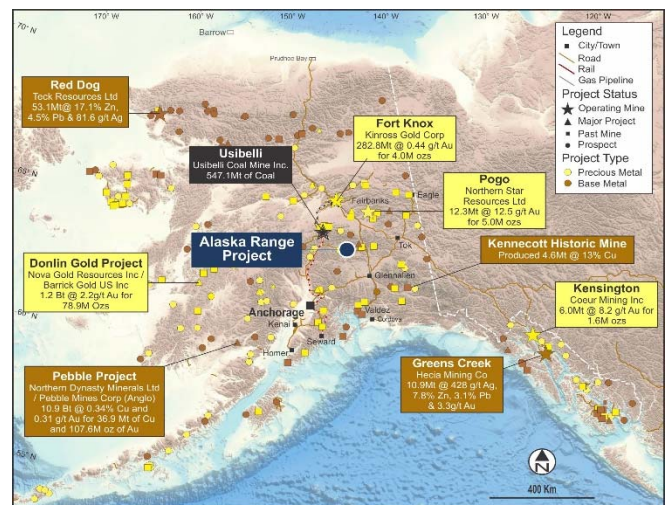 170° W
160° W
150° W
140° W
130° W
120° W
70° N
Barrow
Prudhoe Bay
Legend
City/Town
Road
Rail
Gas Pipeline
Project Status
Operating Mine
Major Project
Past Mine
Prospect
Project Type
Precious Metal
Base Metal
Red Dog
Teck Resources Ltd
53.1Mt@ 17.1% Zn,
4.5% Pb & 81.6 g/t Ag
Fort Knox
Kinross Gold Corp
282.8Mt @ 0.44 g/t Au
for 4.0M ozs
Usibelli
Usibelli Coal Mine Inc.
547.1Mt of Coal
65° N
Fairbanks
Eagle
Pogo
Northern Star
Resources Ltd
12.3Mt @ 12.5 g/t Au
for 5.0M ozs
Alaska Range
Project
Tok
Kennecott Historic Mine
Produced 4.6Mt @ 13% Cu
Donlin Gold Project
Nova Gold Resources Inc /
Barrick Gold US Inc
1.2 Bt @ 2.2g/t Au for
78.9M Ozs
Glennallen
Anchorage
Kenai
Valdez
Cordova
Seward
Homer
Kensington
Coeur Mining Inc
6.0Mt @ 8.2 g/t Au for
1.6M ozs
Pebble Project
Northern Dynasty Minerals Ltd
/ Pebble Mines Corp (Anglo)
10.9 Bt @ 0.34% Cu and
0.31 g/t Au for 36.9 Mt of Cu
and 107.6M oz of Au
Greens Creek
Hecla Mining Co
10.9Mt @ 428 g/t Ag,
7.8% Zn, 3.1% Pb
& 3.3g/t Au
55° N
N
400 Km